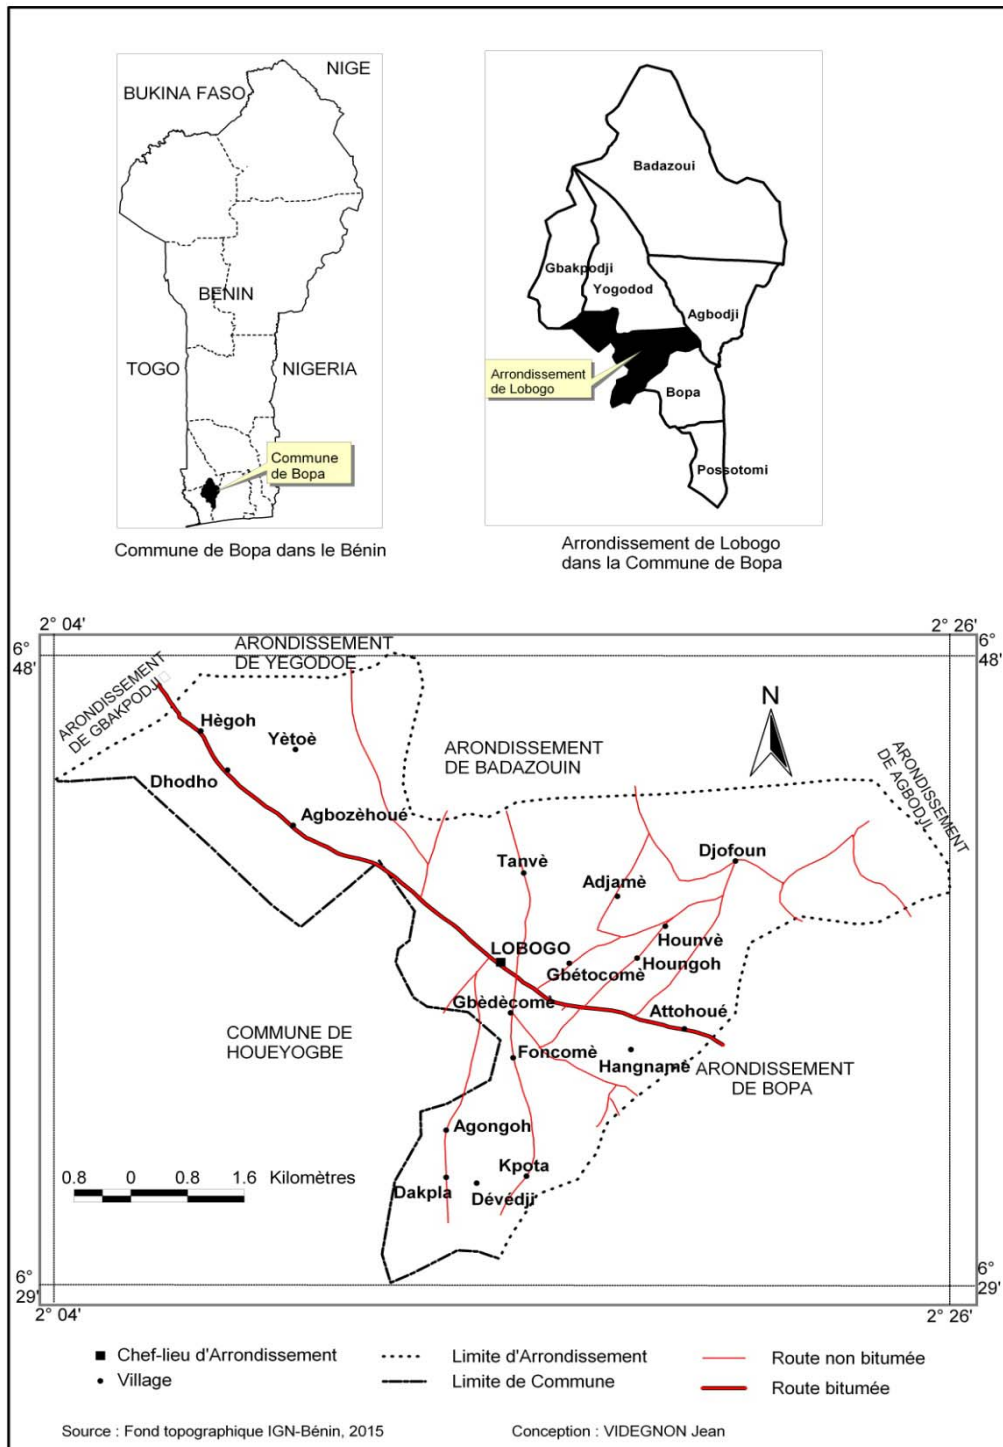 NIGE
BUKINA FASO
BENIN
TOGO
NIGERIA
Commune
de Bopa
Commune de Bopa dans le Bénin
Badazoui
Gbakpodji
Yogodod
Agbodji
Arrondissement
de Lobogo
Bopa
Possotomi
Arrondissement de Lobogo
dans la Commune de Bopa
2° 04'
2° 26'
6°
48'
6°
48'
ARONDISSEMENT
DE YEGODOE
ARONDISSEMENT
DE GBAKPODJI
Hègoh
Yètoè
N
Dhodho
ARONDISSEMENT
DE BADAZOUIN
ARONDISSEMENT
DE AGBODJI
Agbozèhoué
Tanvè
Djofoun
Adjamè
Hounvè
LOBOGO
Houngoh
Gbétocomè
Gbèdècomè
Attohoué
COMMUNE DE
HOUEYOGBE
Foncomè
Hangnamè
ARONDISSEMENT
DE BOPA
Agongoh
0.8 0 0.8 1.6 Kilomètres
Kpota
Dakpla
Dévédji
6°
29'
6°
29'
2° 04'
2° 26'
Chef-lieu d'Arrondissement
Limite d'Arrondissement
Route non bitumée
Village
Limite de Commune
Route bitumée
Source : Fond topographique IGN-Bénin, 2015
Conception : VIDEGNON Jean